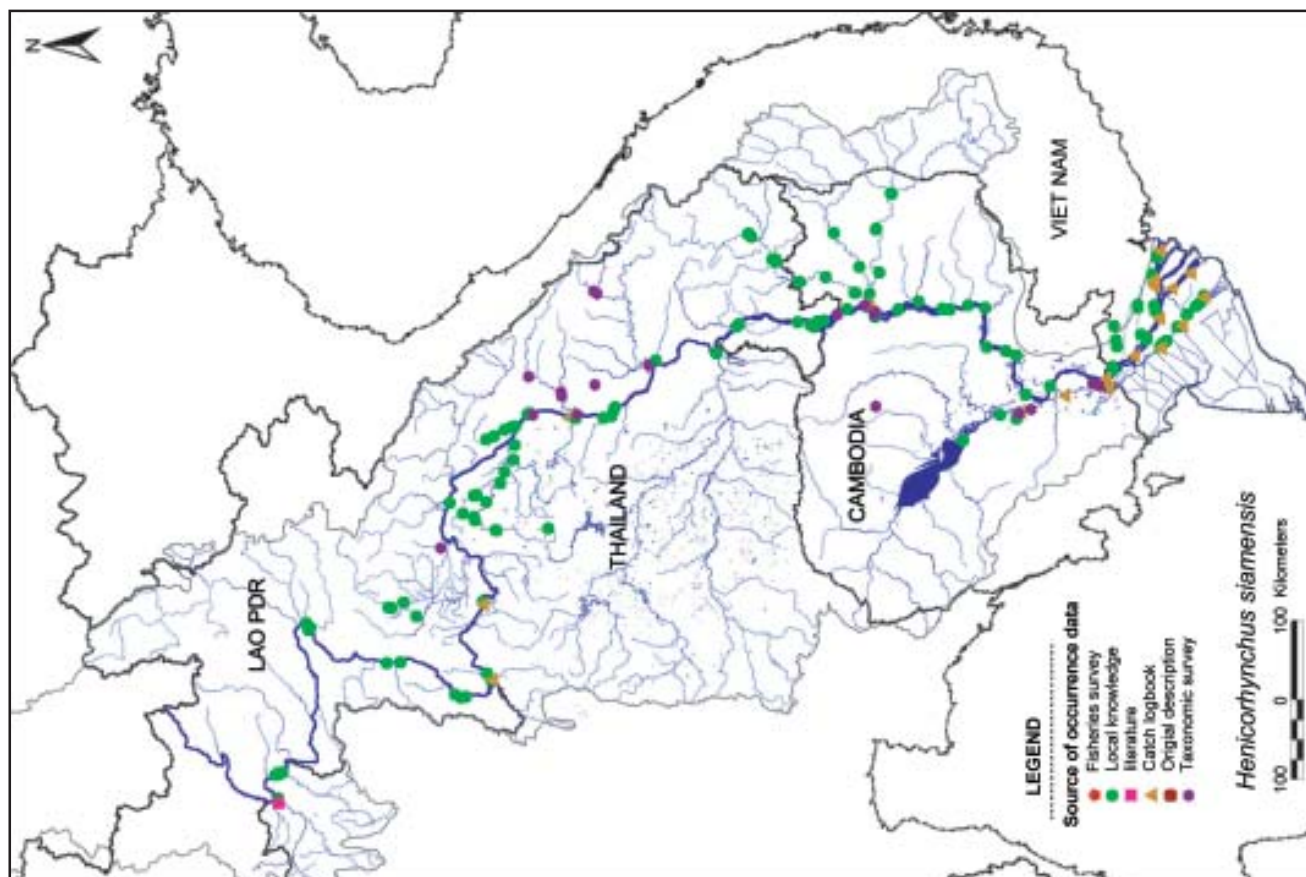 N
LAO PDR
THAILAND
CAMBODIA
VIET NAM
LEGEND
Source of occurrence data
Fisheries survey
Local knowledge
literature
Catch logbook
Origial description
Taxonomic survey
Henicorhynchus siamensis
100 0 100 Kilometers